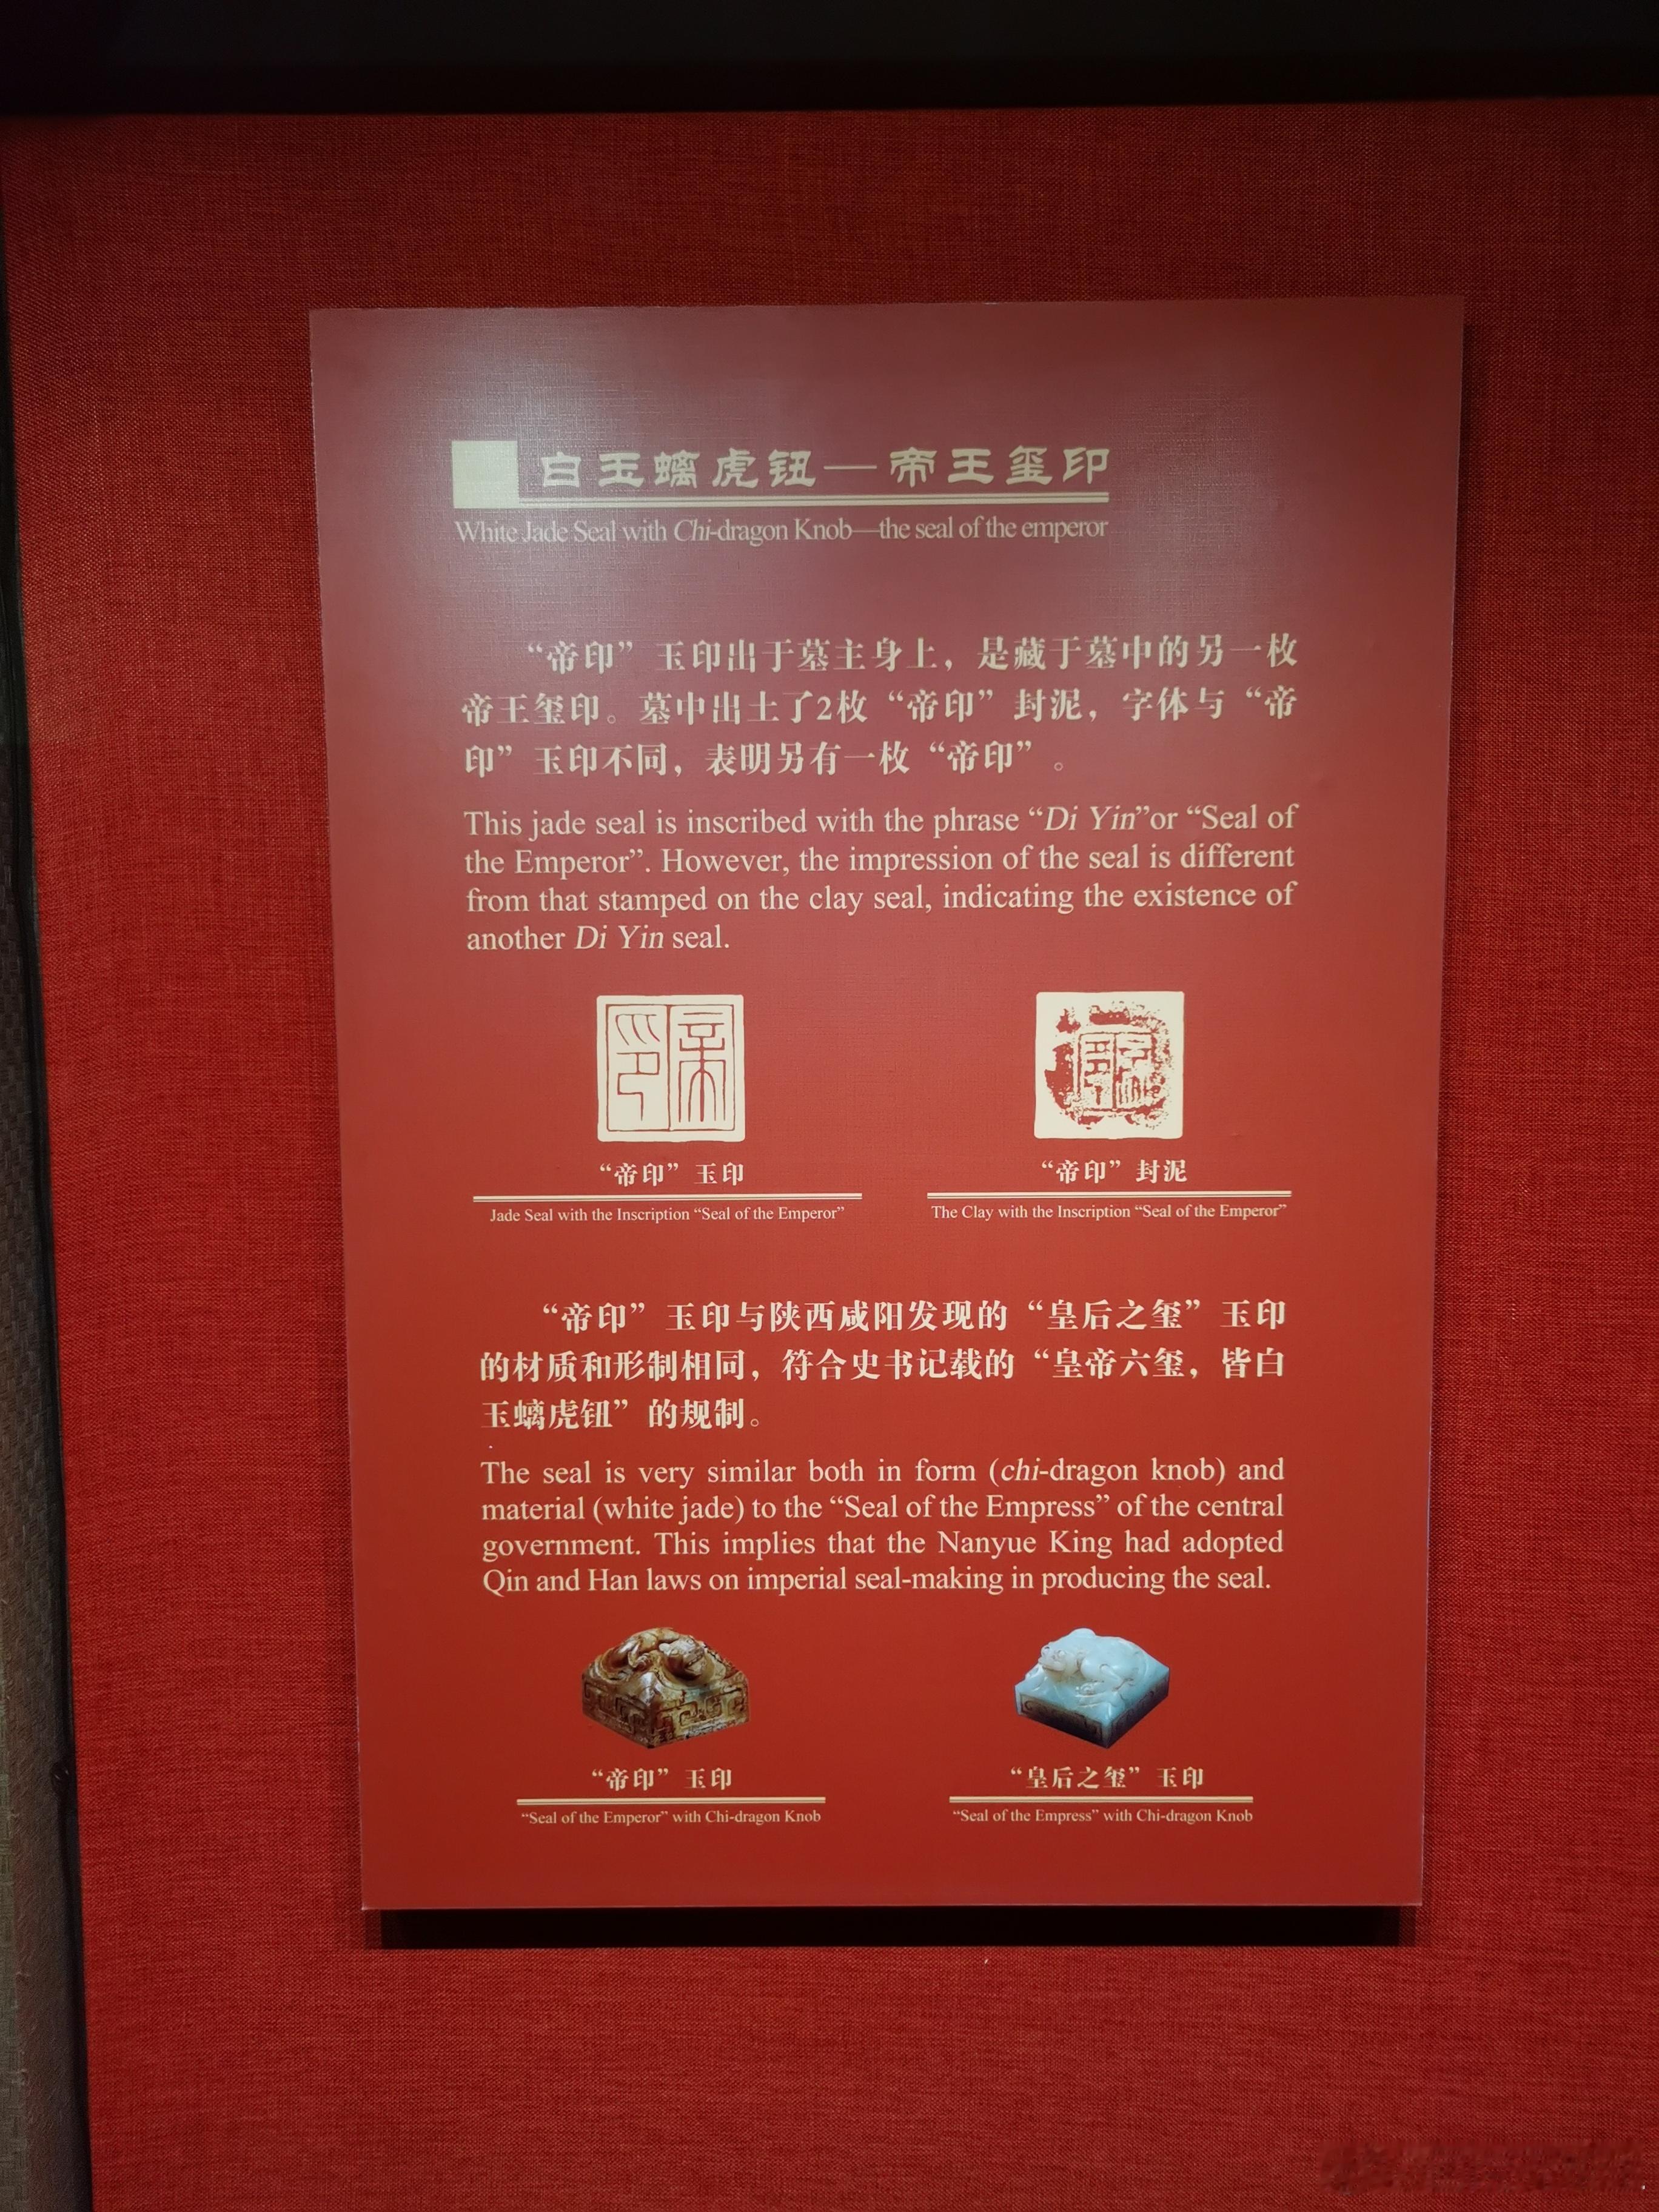 白玉螭虎钮—帝王玺印
White Jade Seal with Chi-dragon Knob—the seal of the emperor
“帝印”玉印出于墓主身上，是藏于墓中的另一枚
帝王玺印。墓中出土了2枚“帝印”封泥，字体与“帝
印”玉印不同，表明另有一枚“帝印”。
This jade seal is inscribed with the phrase “Di Yin”or “Seal of
the Emperor”. However, the impression of the seal is different
from that stamped on the clay seal, indicating the existence of
another Di Yin seal.
帝印
帝印
“帝印”玉印
“帝印”封泥
Jade Seal with the Inscription “Seal of the Emperor”
The Clay with the Inscription “Seal of the Emperor”
“帝印”玉印与陕西咸阳发现的“皇后之玺”玉印
的材质和形制相同，符合史书记载的“皇帝六玺，皆白
玉螭虎钮”的规制。
The seal is very similar both in form (chi-dragon knob) and
material (white jade) to the “Seal of the Empress” of the central
government. This implies that the Nanyue King had adopted
Qin and Han laws on imperial seal-making in producing the seal.
“帝印”玉印
“皇后之玺”玉印
“Seal of the Emperor” with Chi-dragon Knob
“Seal of the Empress” with Chi-dragon Knob